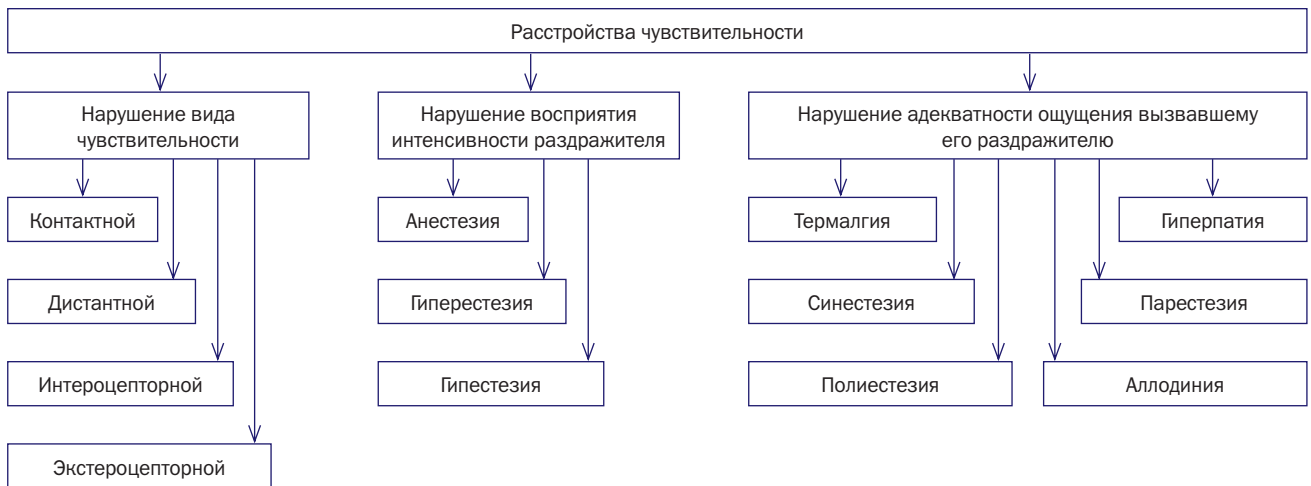 Расстройства чувствительности
Нарушение вида
чувствительности
Нарушение восприятия
интенсивности раздражителя
Нарушение адекватности ощущения вызвавшему
его раздражителю
Контактной
Анестезия
Термалгия
Гиперпатия
Дистантной
Гиперестезия
Синестезия
Парестезия
Интероцепторной
Гипестезия
Полиестезия
Аллодиния
Экстероцепторной